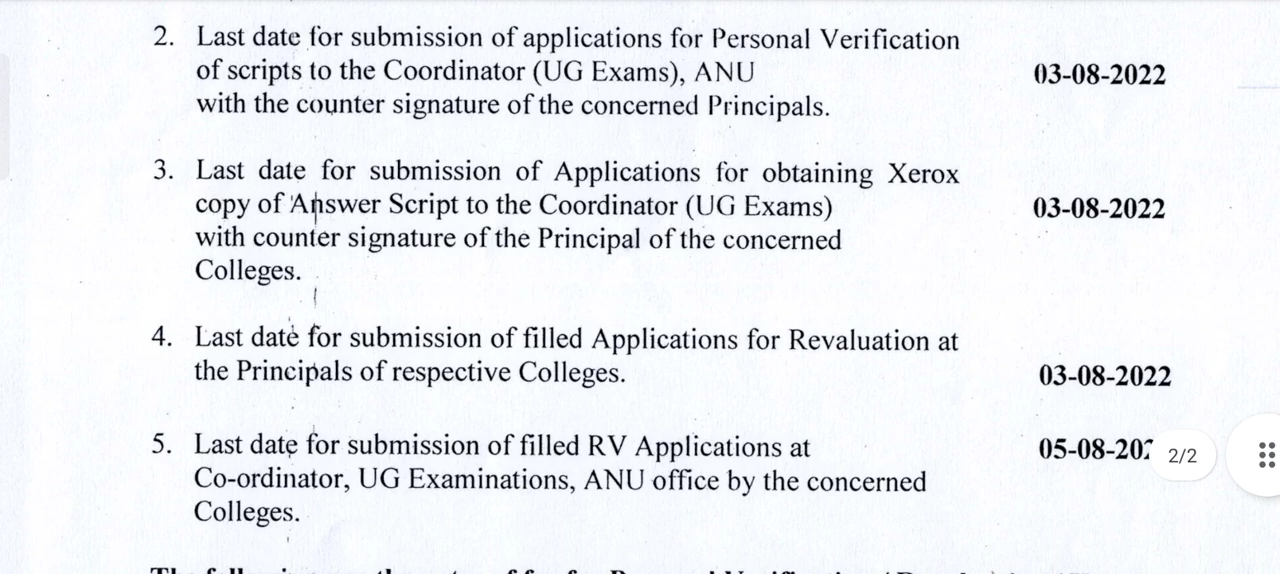 2. Last date for submission of applications for Personal Verification
of scripts to the Coordinator (UG Exams), ANU 03-08-2022
with the counter signature of the concerned Principals.
3. Last date for submission of Applications for obtaining Xerox
copy of Answer Script to the Coordinator (UG Exams) 03-08-2022
with counter signature of the Principal of the concerned
Colleges.
4. Last date for submission of filled Applications for Revaluation at
the Principals of respective Colleges. 03-08-2022
5. Last date for submission of filled RV Applications at 05-08-202
2/2
Co-ordinator, UG Examinations, ANU office by the concerned
Colleges.